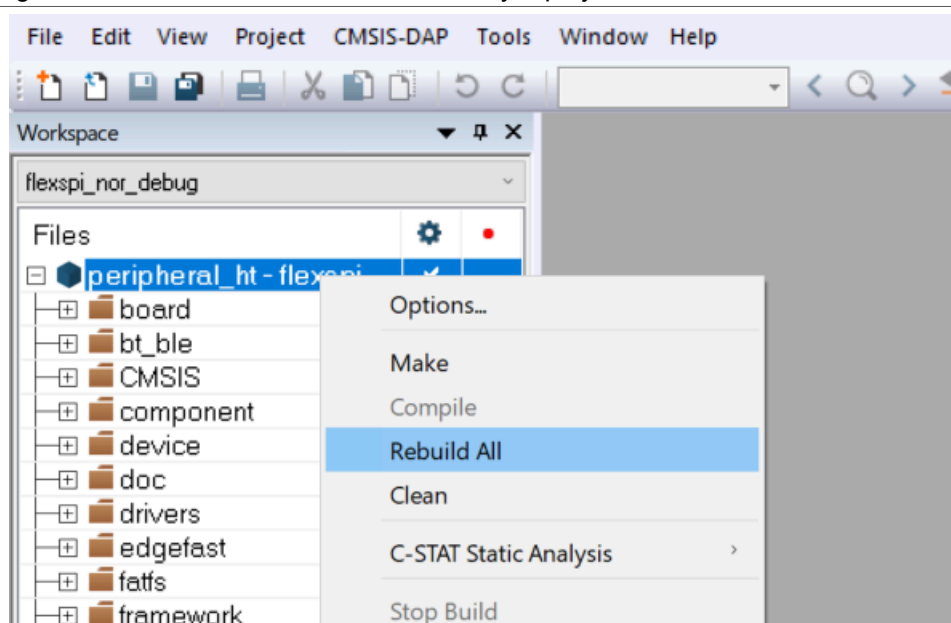 File Edit View Project CMSIS-DAP Tools Window Help
Workspace
flexspi_nor_debug
Files
peripheral_ht - flexspi
board
bt_ble
CMSIS
component
device
doc
drivers
edgefast
fatfs
framework
Options...
Make
Compile
Rebuild All
Clean
C-STAT Static Analysis
Stop Build